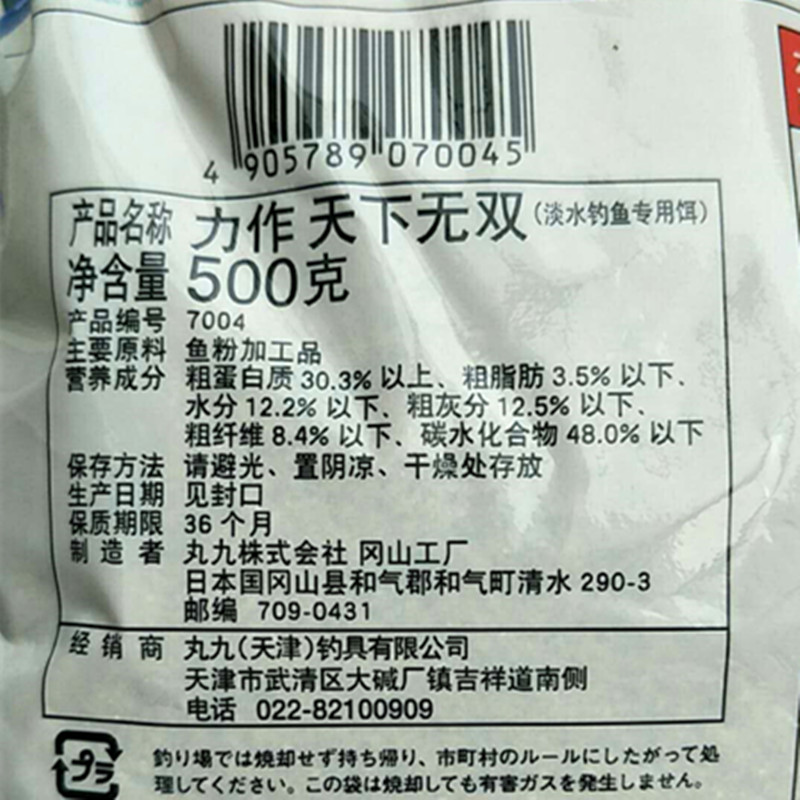 4 905789 070045
产品名称 力作 天下无双（淡水钓鱼专用饵）
净含量 500克
产品编号 7004
主要原料 鱼粉加工品
营养成分 粗蛋白质 30.3% 以上、粗脂肪 3.5% 以下、
水分 12.2% 以下、粗灰分 12.5% 以下、
粗纤维 8.4% 以下、碳水化合物 48.0% 以下
保存方法 请避光、置阴凉、干燥处存放
生产日期 见封口
保质期限 36 个月
制造者 丸九株式会社 冈山工厂
日本国冈山县和气郡和气町清水 290-3
邮编 709-0431
经销商 丸九（天津）钓具有限公司
天津市武清区大碱厂镇吉祥道南侧
电话 022-82100909
プラ
釣り場では焼却せず持ち帰り、市町村のルールにしたがって処
理してください。この袋は焼却しても有害ガスを発生しません。